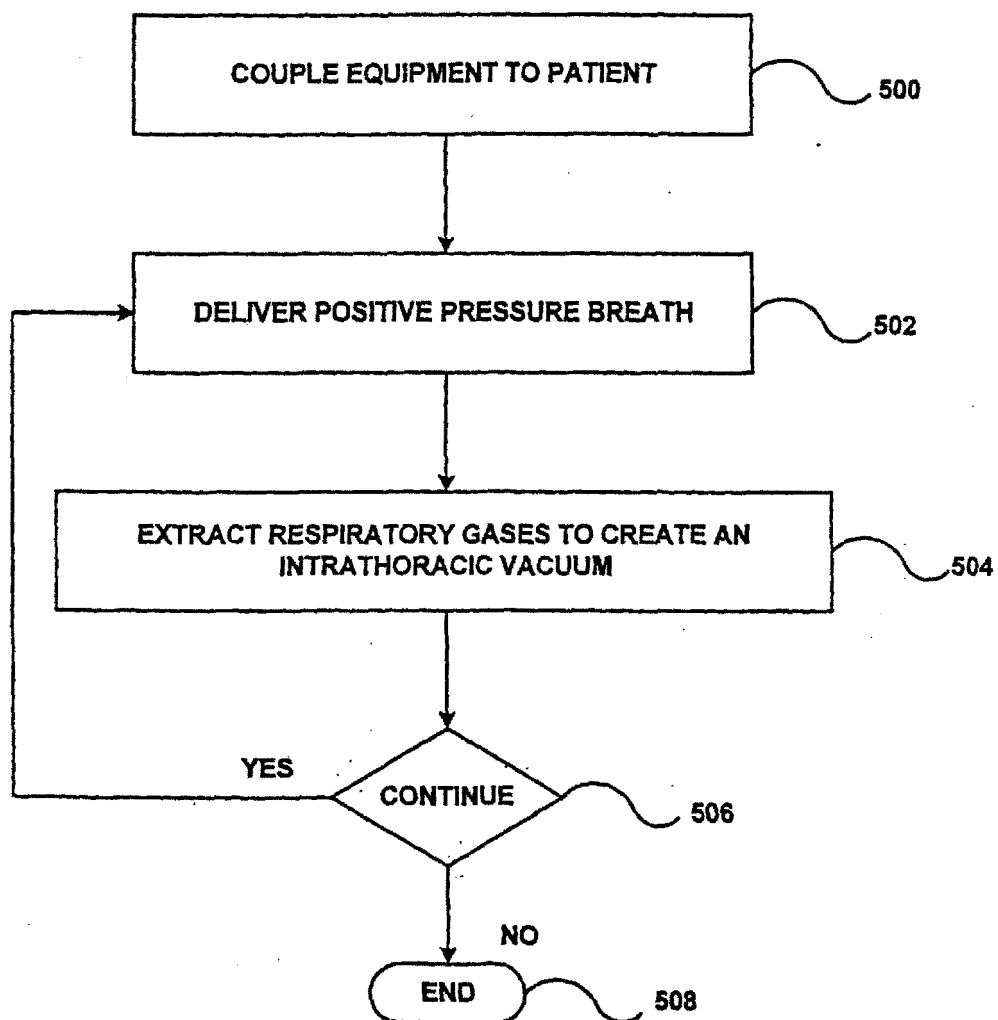 COUPLE EQUIPMENT TO PATIENT
500
DELIVER POSITIVE PRESSURE BREATH
502
EXTRACT RESPIRATORY GASES TO CREATE AN
INTRATHORACIC VACUUM
504
YES
CONTINUE
506
NO
END
508